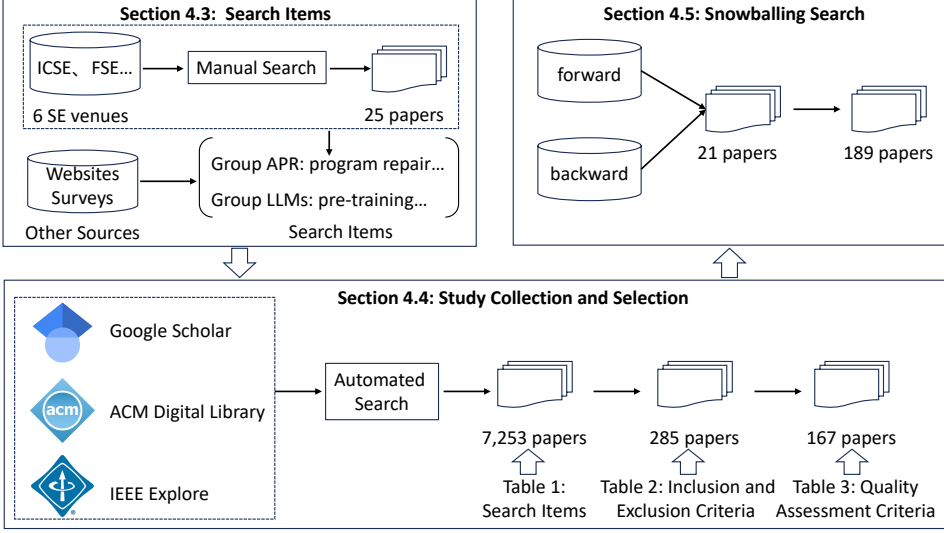 Section 4.3: Search Items
ICSE、 FSE...
Manual Search
6 SE venues
25 papers
Websites
Surveys
Group APR: program repair...
Group LLMs: pre-training...
Other Sources
Search Items
Section 4.5: Snowballing Search
forward
backward
21 papers
189 papers
Section 4.4: Study Collection and Selection
Google Scholar
acm
ACM Digital Library
IEEE Explore
Automated
Search
7,253 papers
285 papers
167 papers
Table 1:
Search Items
Table 2: Inclusion and
Exclusion Criteria
Table 3: Quality
Assessment Criteria